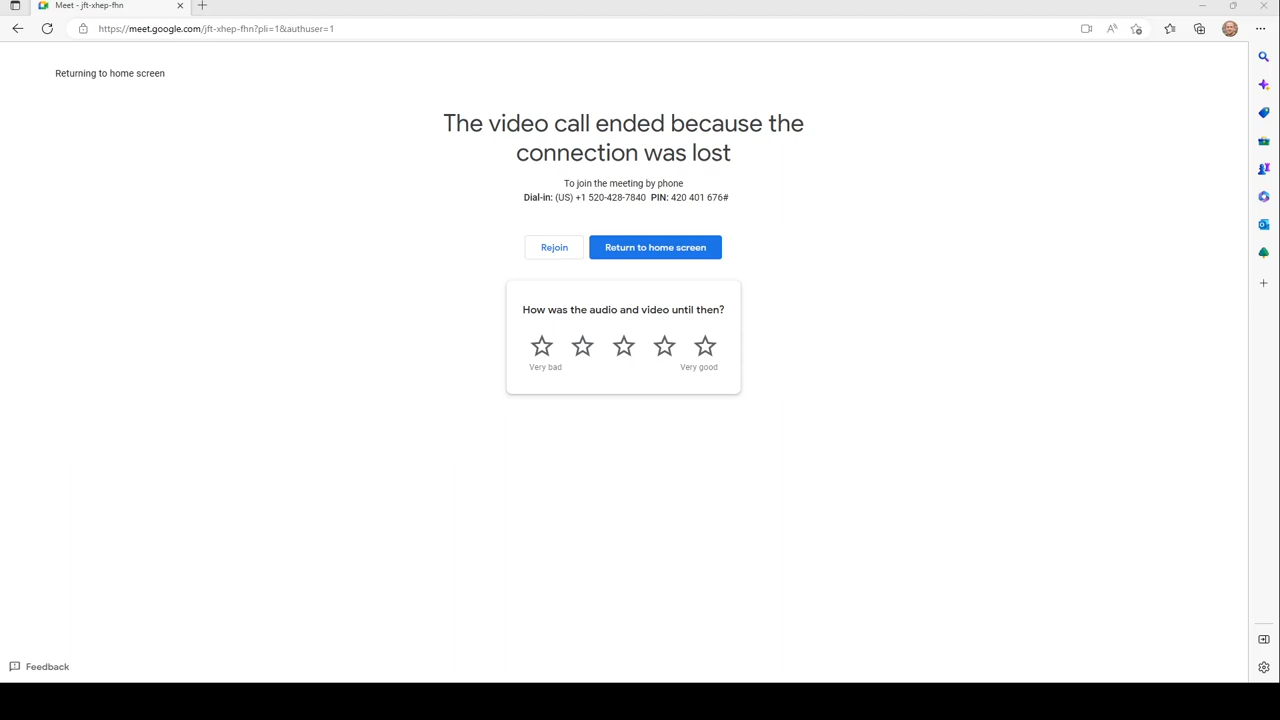 Meet - jft-xhep-fhn
https://meet.google.com/jft-xhep-fhn?pli=1&authuser=1
Returning to home screen
The video call ended because the
connection was lost
To join the meeting by phone
Dial-in: (US) +1 520-428-7840 PIN: 420 401 676#
Rejoin Return to home screen
How was the audio and video until then?
Very bad Very good
Feedback